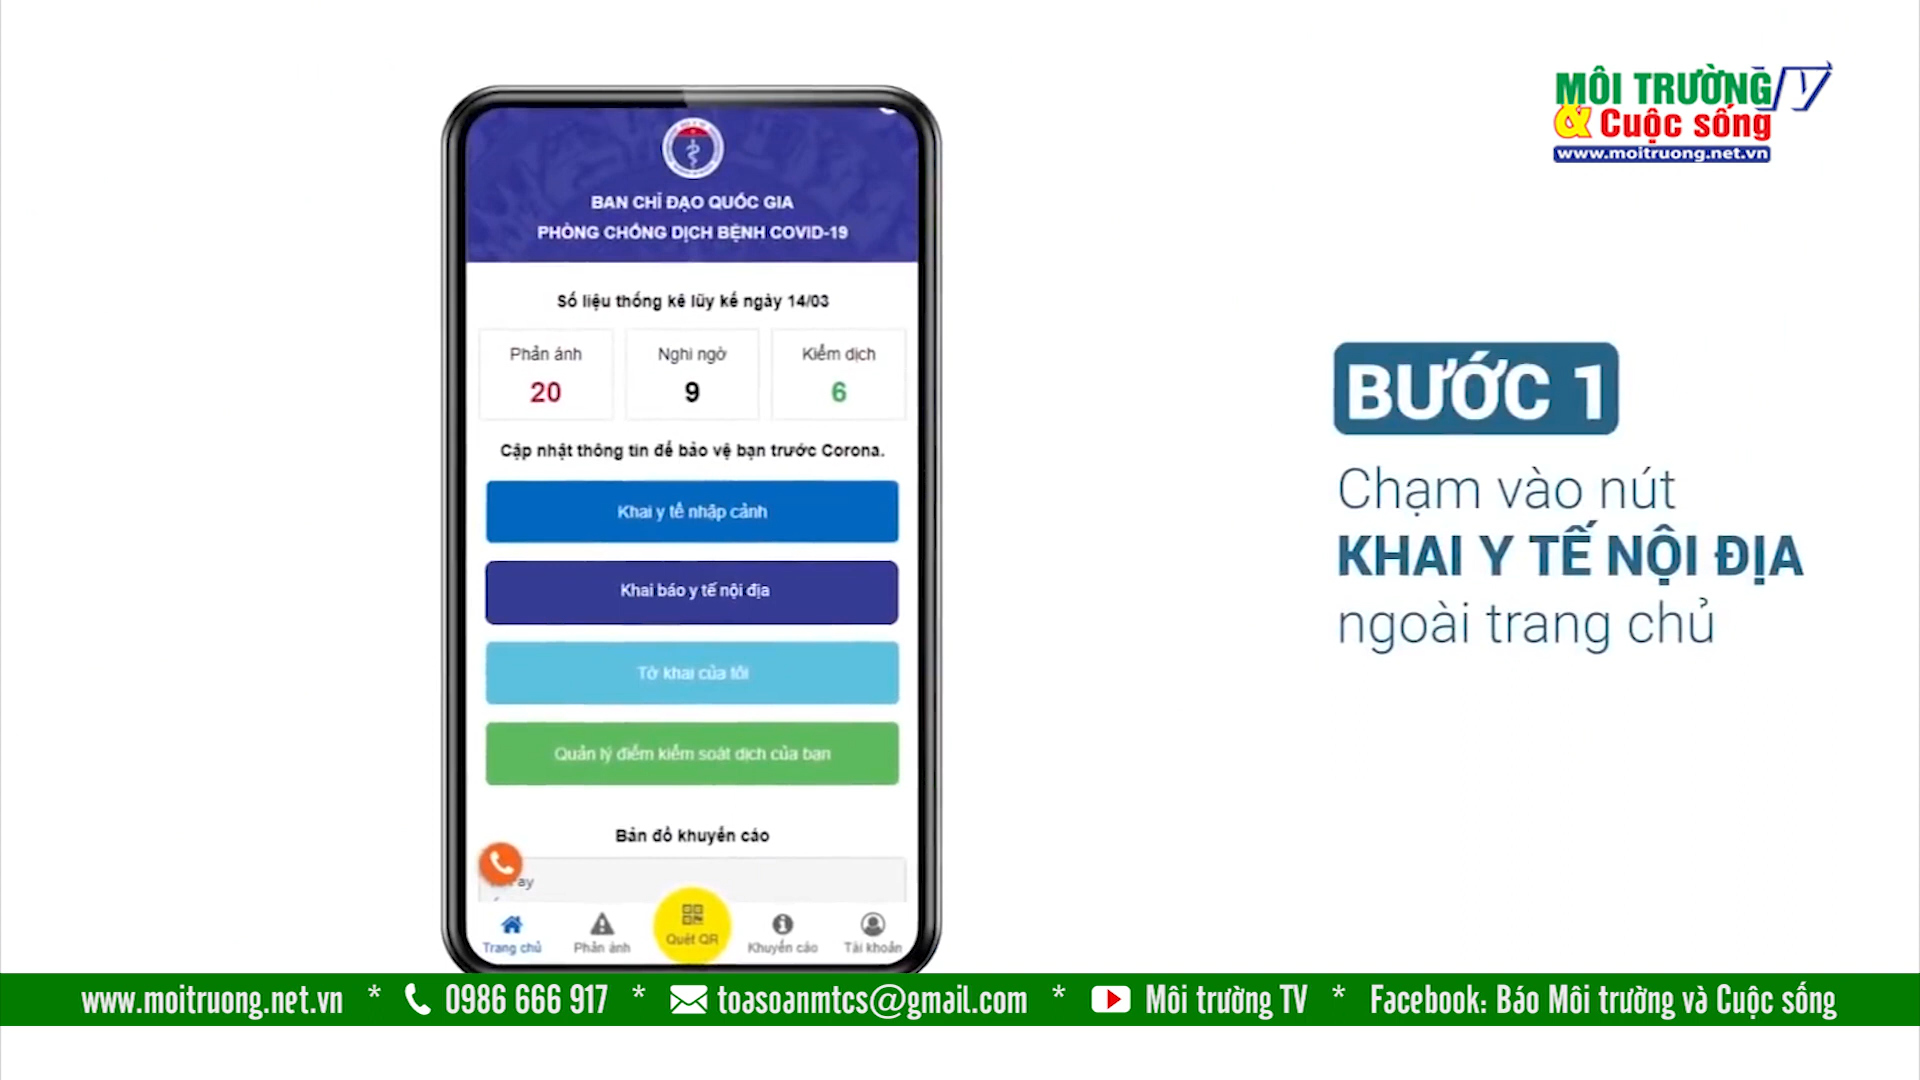 MÔI TRƯỜNG TV
& Cuộc sống
www.moitruong.net.vn
BAN CHỈ ĐẠO QUỐC GIA
PHÒNG CHỐNG DỊCH BỆNH COVID-19
Số liệu thống kê lũy kế ngày 14/03
Phản ánh
20
Nghi ngờ
9
Kiểm dịch
6
Cập nhật thông tin để bảo vệ bạn trước Corona.
Khai y tế nhập cảnh
Khai báo y tế nội địa
Tờ khai của tôi
Quản lý điểm kiểm soát dịch của bạn
Bản đồ khuyến cáo
Trang chủ
Phản ánh
Quét QR
Khuyến cáo
Tài khoản
BƯỚC 1
Chạm vào nút
KHAI Y TẾ NỘI ĐỊA
ngoài trang chủ
www.moitruong.net.vn * 0986 666 917 * toasoanmtcs@gmail.com * Môi trường TV * Facebook: Báo Môi trường và Cuộc sống